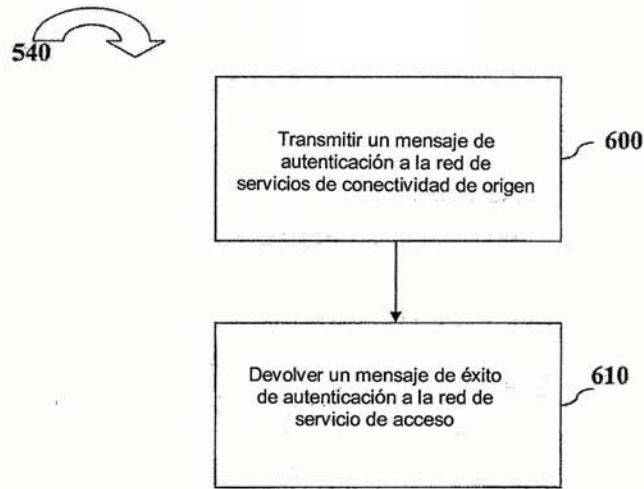 540
Transmitir un mensaje de
autenticación a la red de
servicios de conectividad de origen
600
Devolver un mensaje de éxito
de autenticación a la red de
servicio de acceso
610